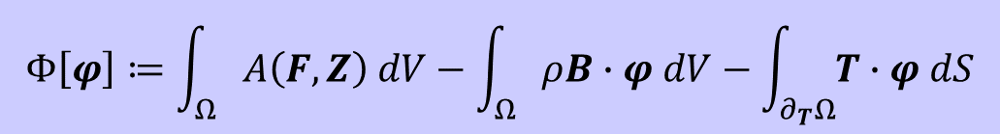 Φ[𝝋] ≔ ∫_Ω A(𝑭, 𝒁) dV − ∫_Ω ρ𝑩 ⋅ 𝝋 dV − ∫_{∂_𝑻Ω} 𝑻 ⋅ 𝝋 dS